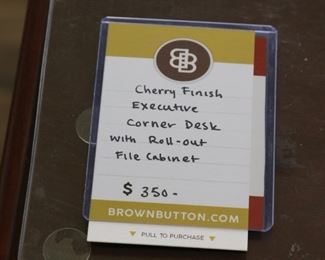 BB
Cherry Finish
Executive
Corner Desk
with Roll-out
File Cabinet
$ 350-
BROWNBUTTON.COM
▼ PULL TO PURCHASE ▼